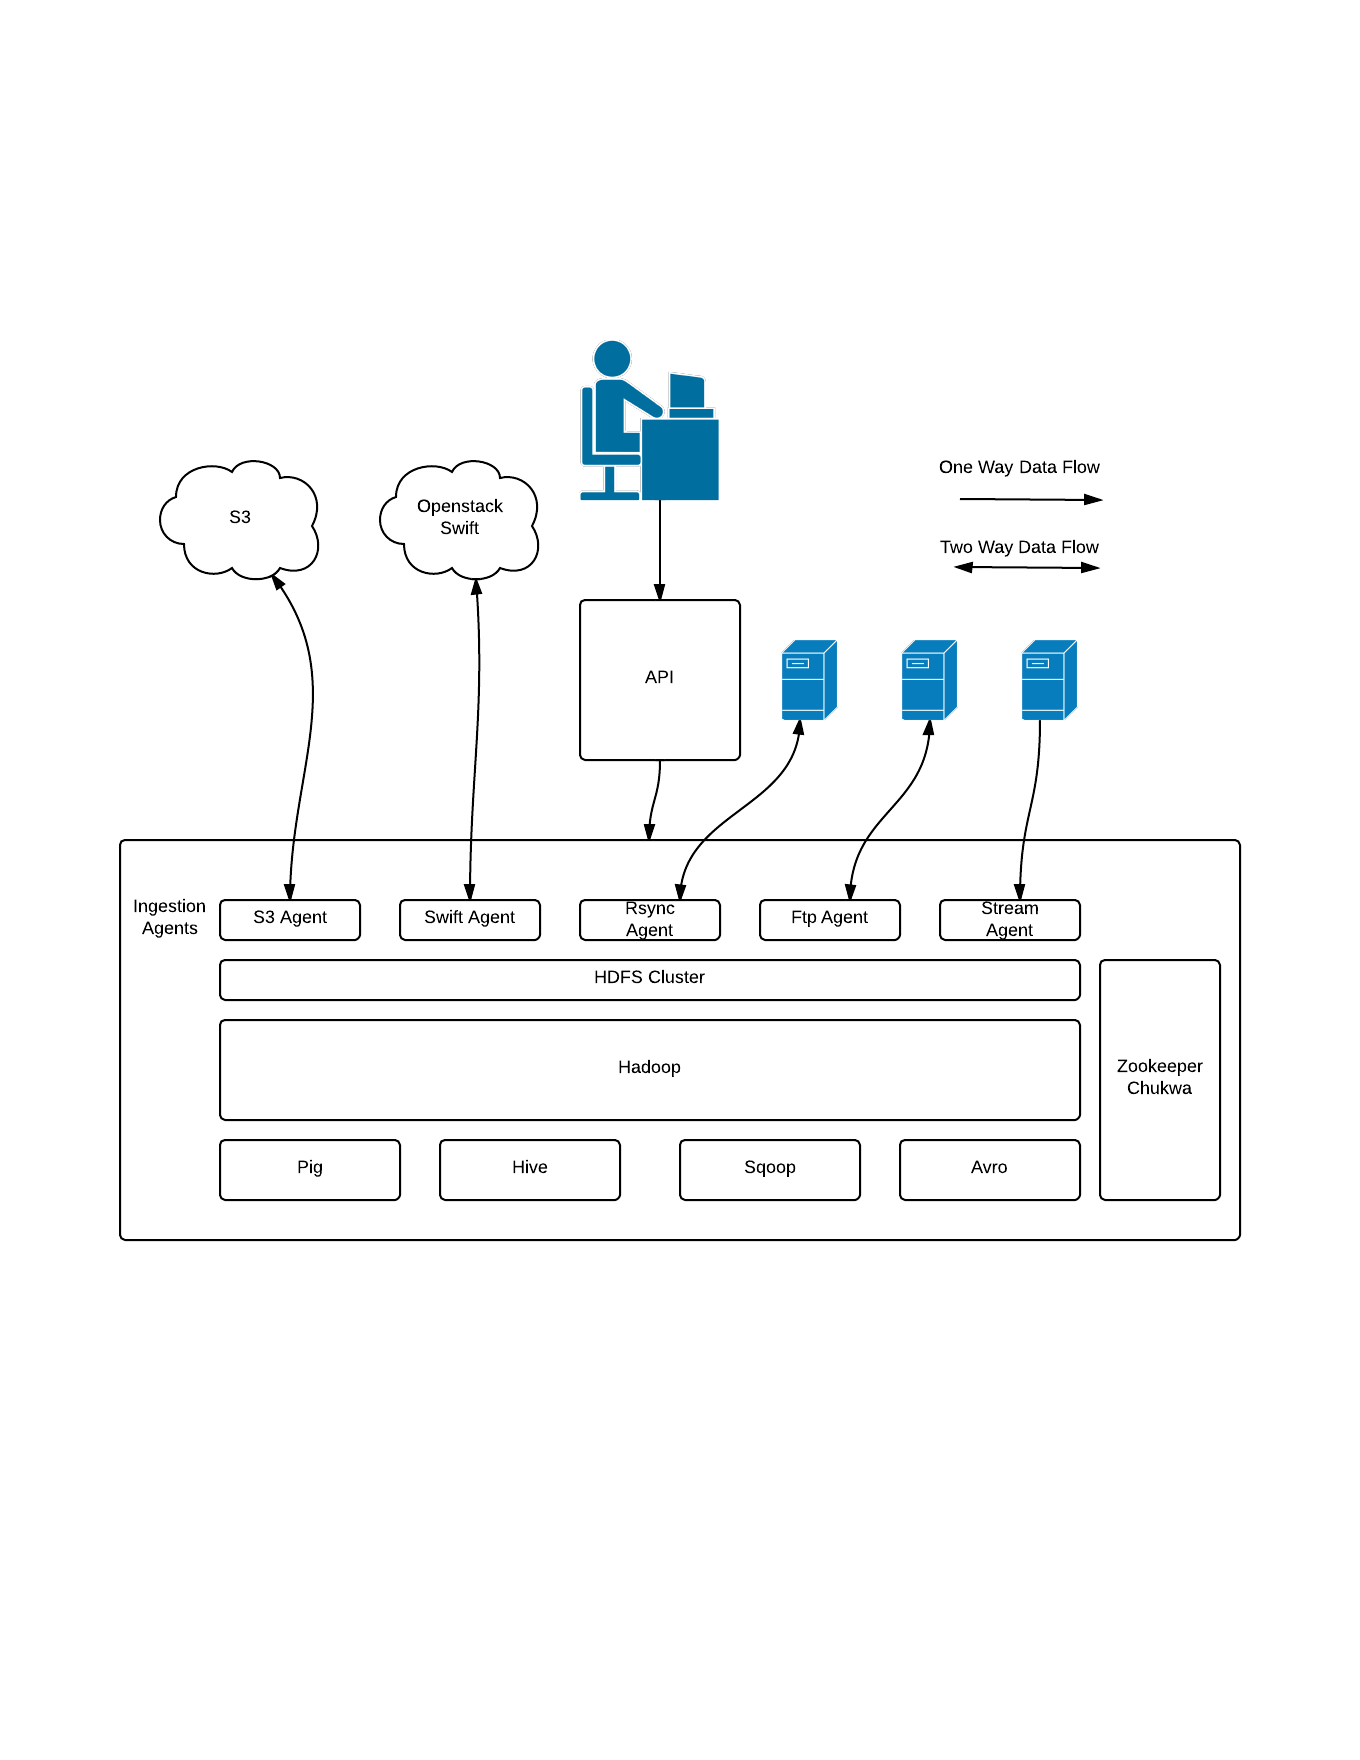 One Way Data Flow
S3
Openstack
Swift
Two Way Data Flow
API
Ingestion
Agents
S3 Agent
Swift Agent
Rsync
Agent
Ftp Agent
Stream
Agent
HDFS Cluster
Hadoop
Zookeeper
Chukwa
Pig
Hive
Sqoop
Avro